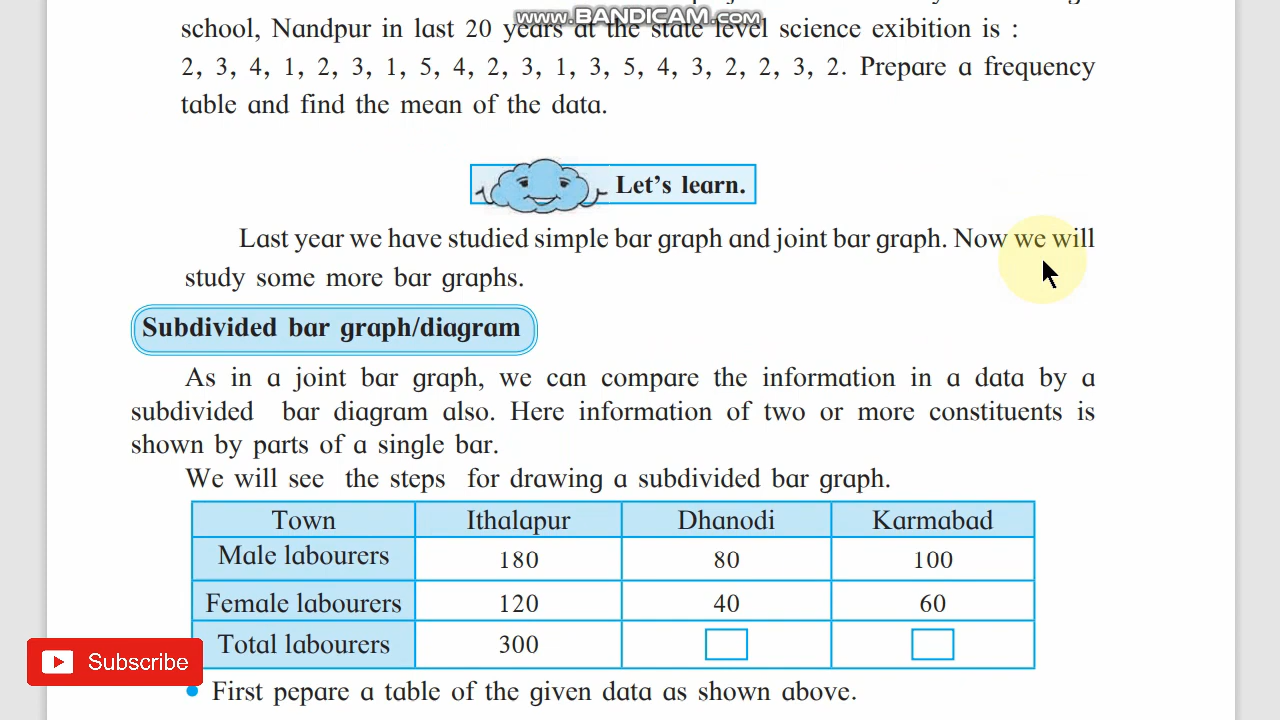 www.BANDICAM.com
school, Nandpur in last 20 years at the state level science exibition is :
2, 3, 4, 1, 2, 3, 1, 5, 4, 2, 3, 1, 3, 5, 4, 3, 2, 2, 3, 2. Prepare a frequency
table and find the mean of the data.
Let's learn.
Last year we have studied simple bar graph and joint bar graph. Now we will
study some more bar graphs.
Subdivided bar graph/diagram
As in a joint bar graph, we can compare the information in a data by a
subdivided bar diagram also. Here information of two or more constituents is
shown by parts of a single bar.
We will see the steps for drawing a subdivided bar graph.
Town Ithalapur Dhanodi Karmabad
Male labourers 180 80 100
Female labourers 120 40 60
Total labourers 300
Subscribe
• First pepare a table of the given data as shown above.